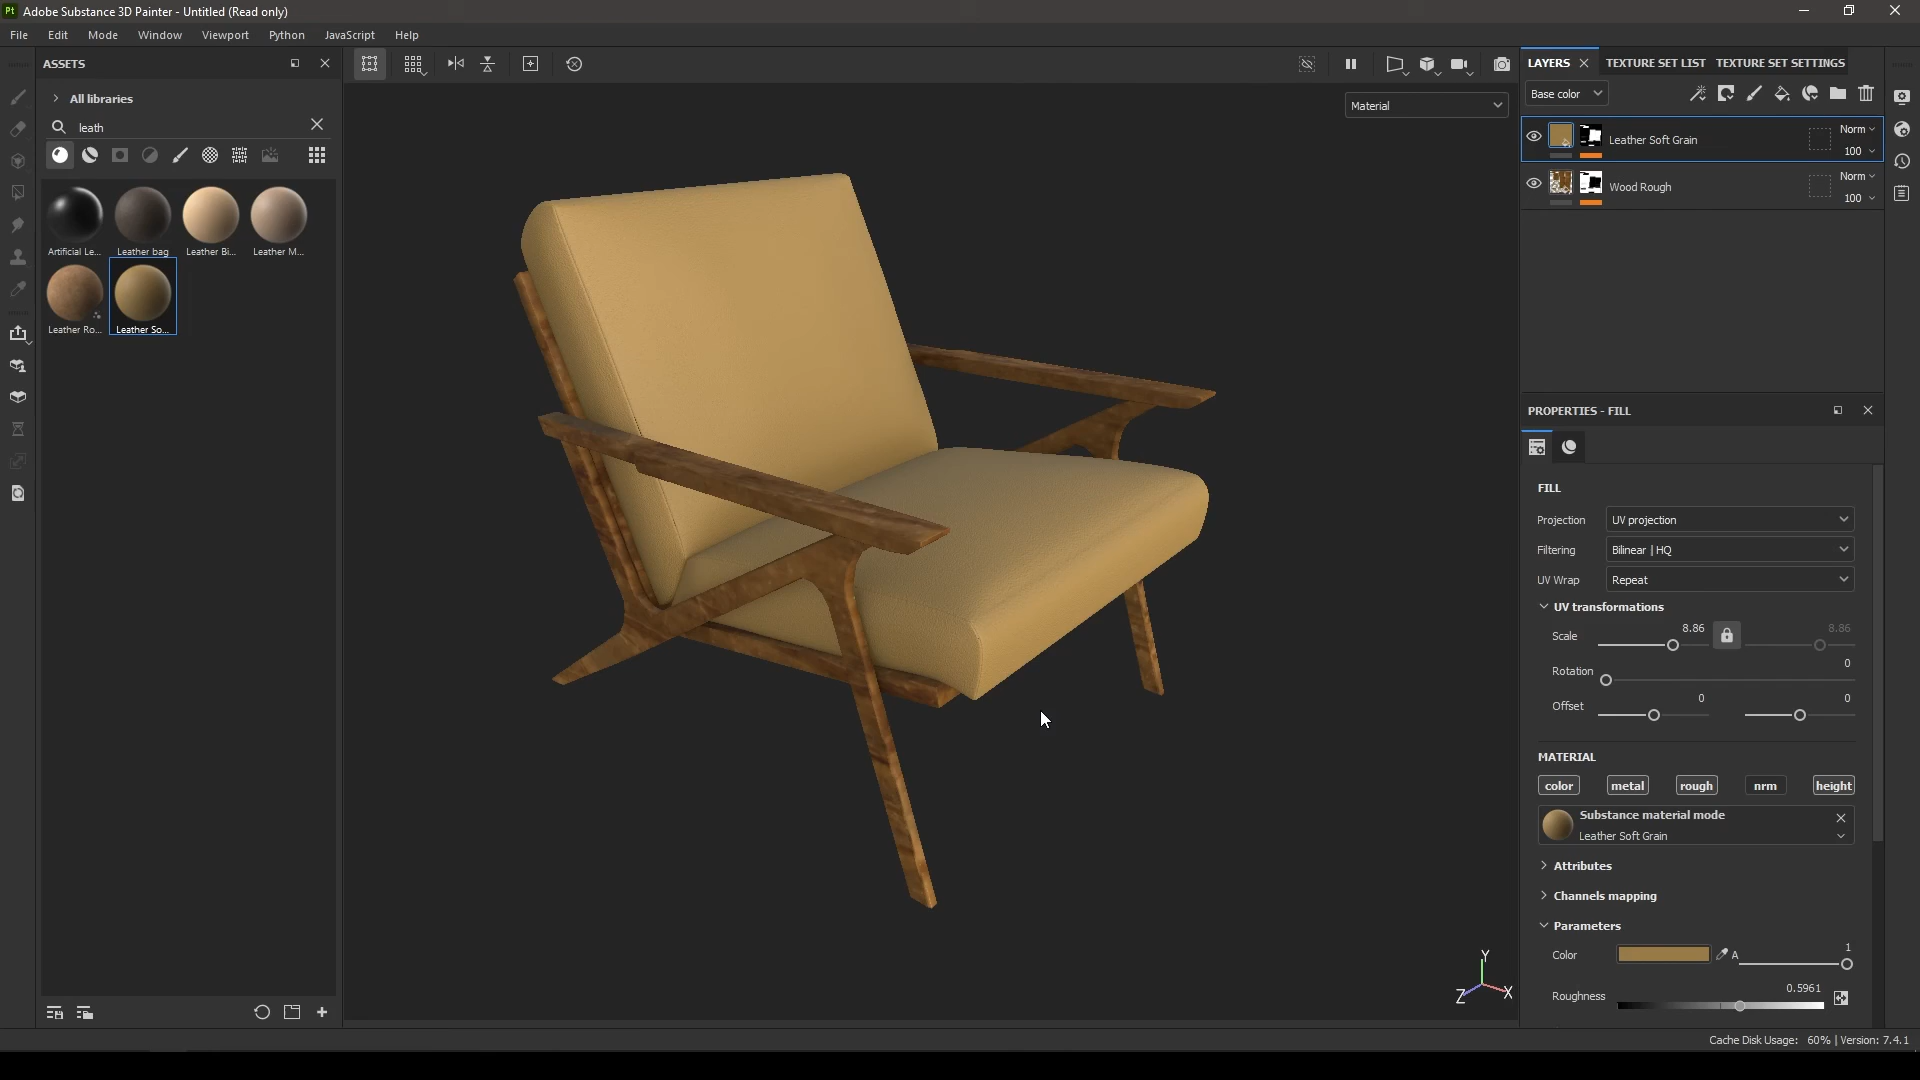 Pt Adobe Substance 3D Painter - Untitled (Read only)
File Edit Mode Window Viewport Python JavaScript Help
ASSETS
All libraries
leath
Artificial Le... Leather bag Leather Bi... Leather M...
Leather Ro... Leather So...
Material
Y
Z X
LAYERS TEXTURE SET LIST TEXTURE SET SETTINGS
Base color
Leather Soft Grain Norm
100
Wood Rough Norm
100
PROPERTIES - FILL
FILL
Projection UV projection
Filtering Bilinear | HQ
UV Wrap Repeat
UV transformations
Scale 8.86 8.86
Rotation 0
Offset 0 0
MATERIAL
color metal rough nrm height
Substance material mode
Leather Soft Grain
Attributes
Channels mapping
Parameters
Color A 1
Roughness 0.5961
Cache Disk Usage: 60% | Version: 7.4.1